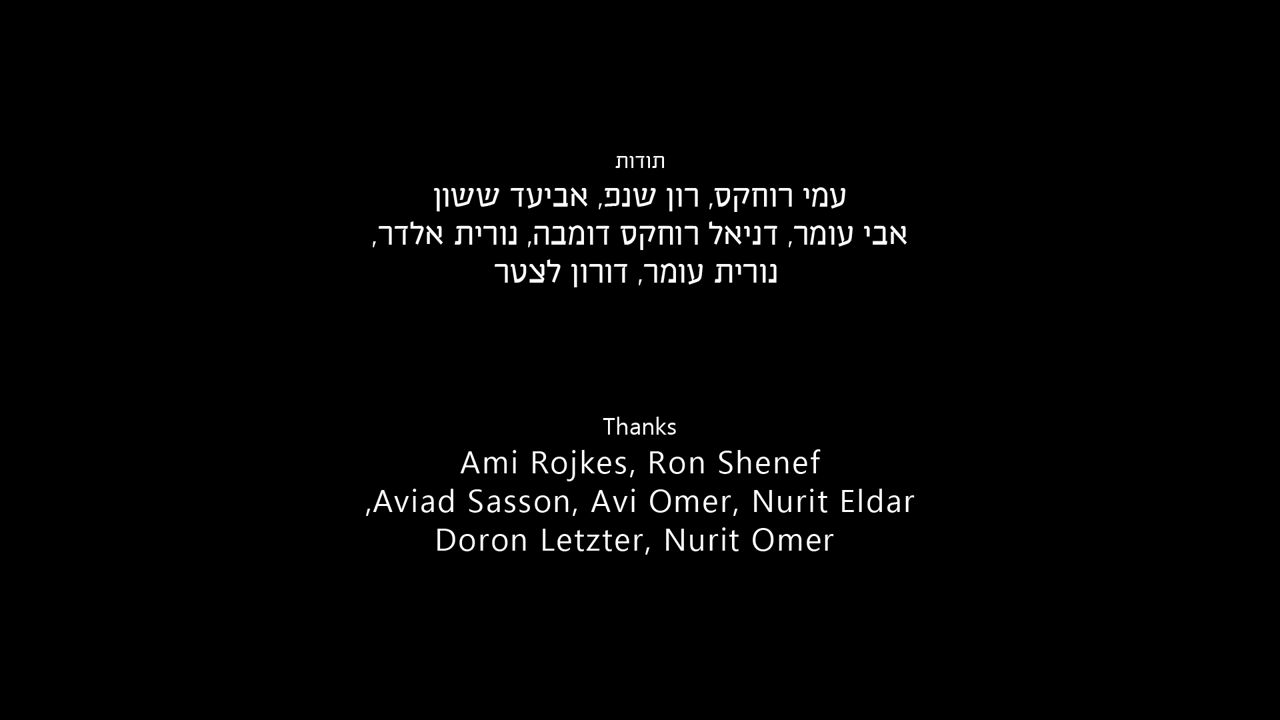 תודות
עמי רוחקס, רון שנפ, אביעד ששון
אבי עומר, דניאל רוחקס דומבה, נורית אלדר,
נורית עומר, דורון לצטר
Thanks
Ami Rojkes, Ron Shenef
,Aviad Sasson, Avi Omer, Nurit Eldar
Doron Letzter, Nurit Omer